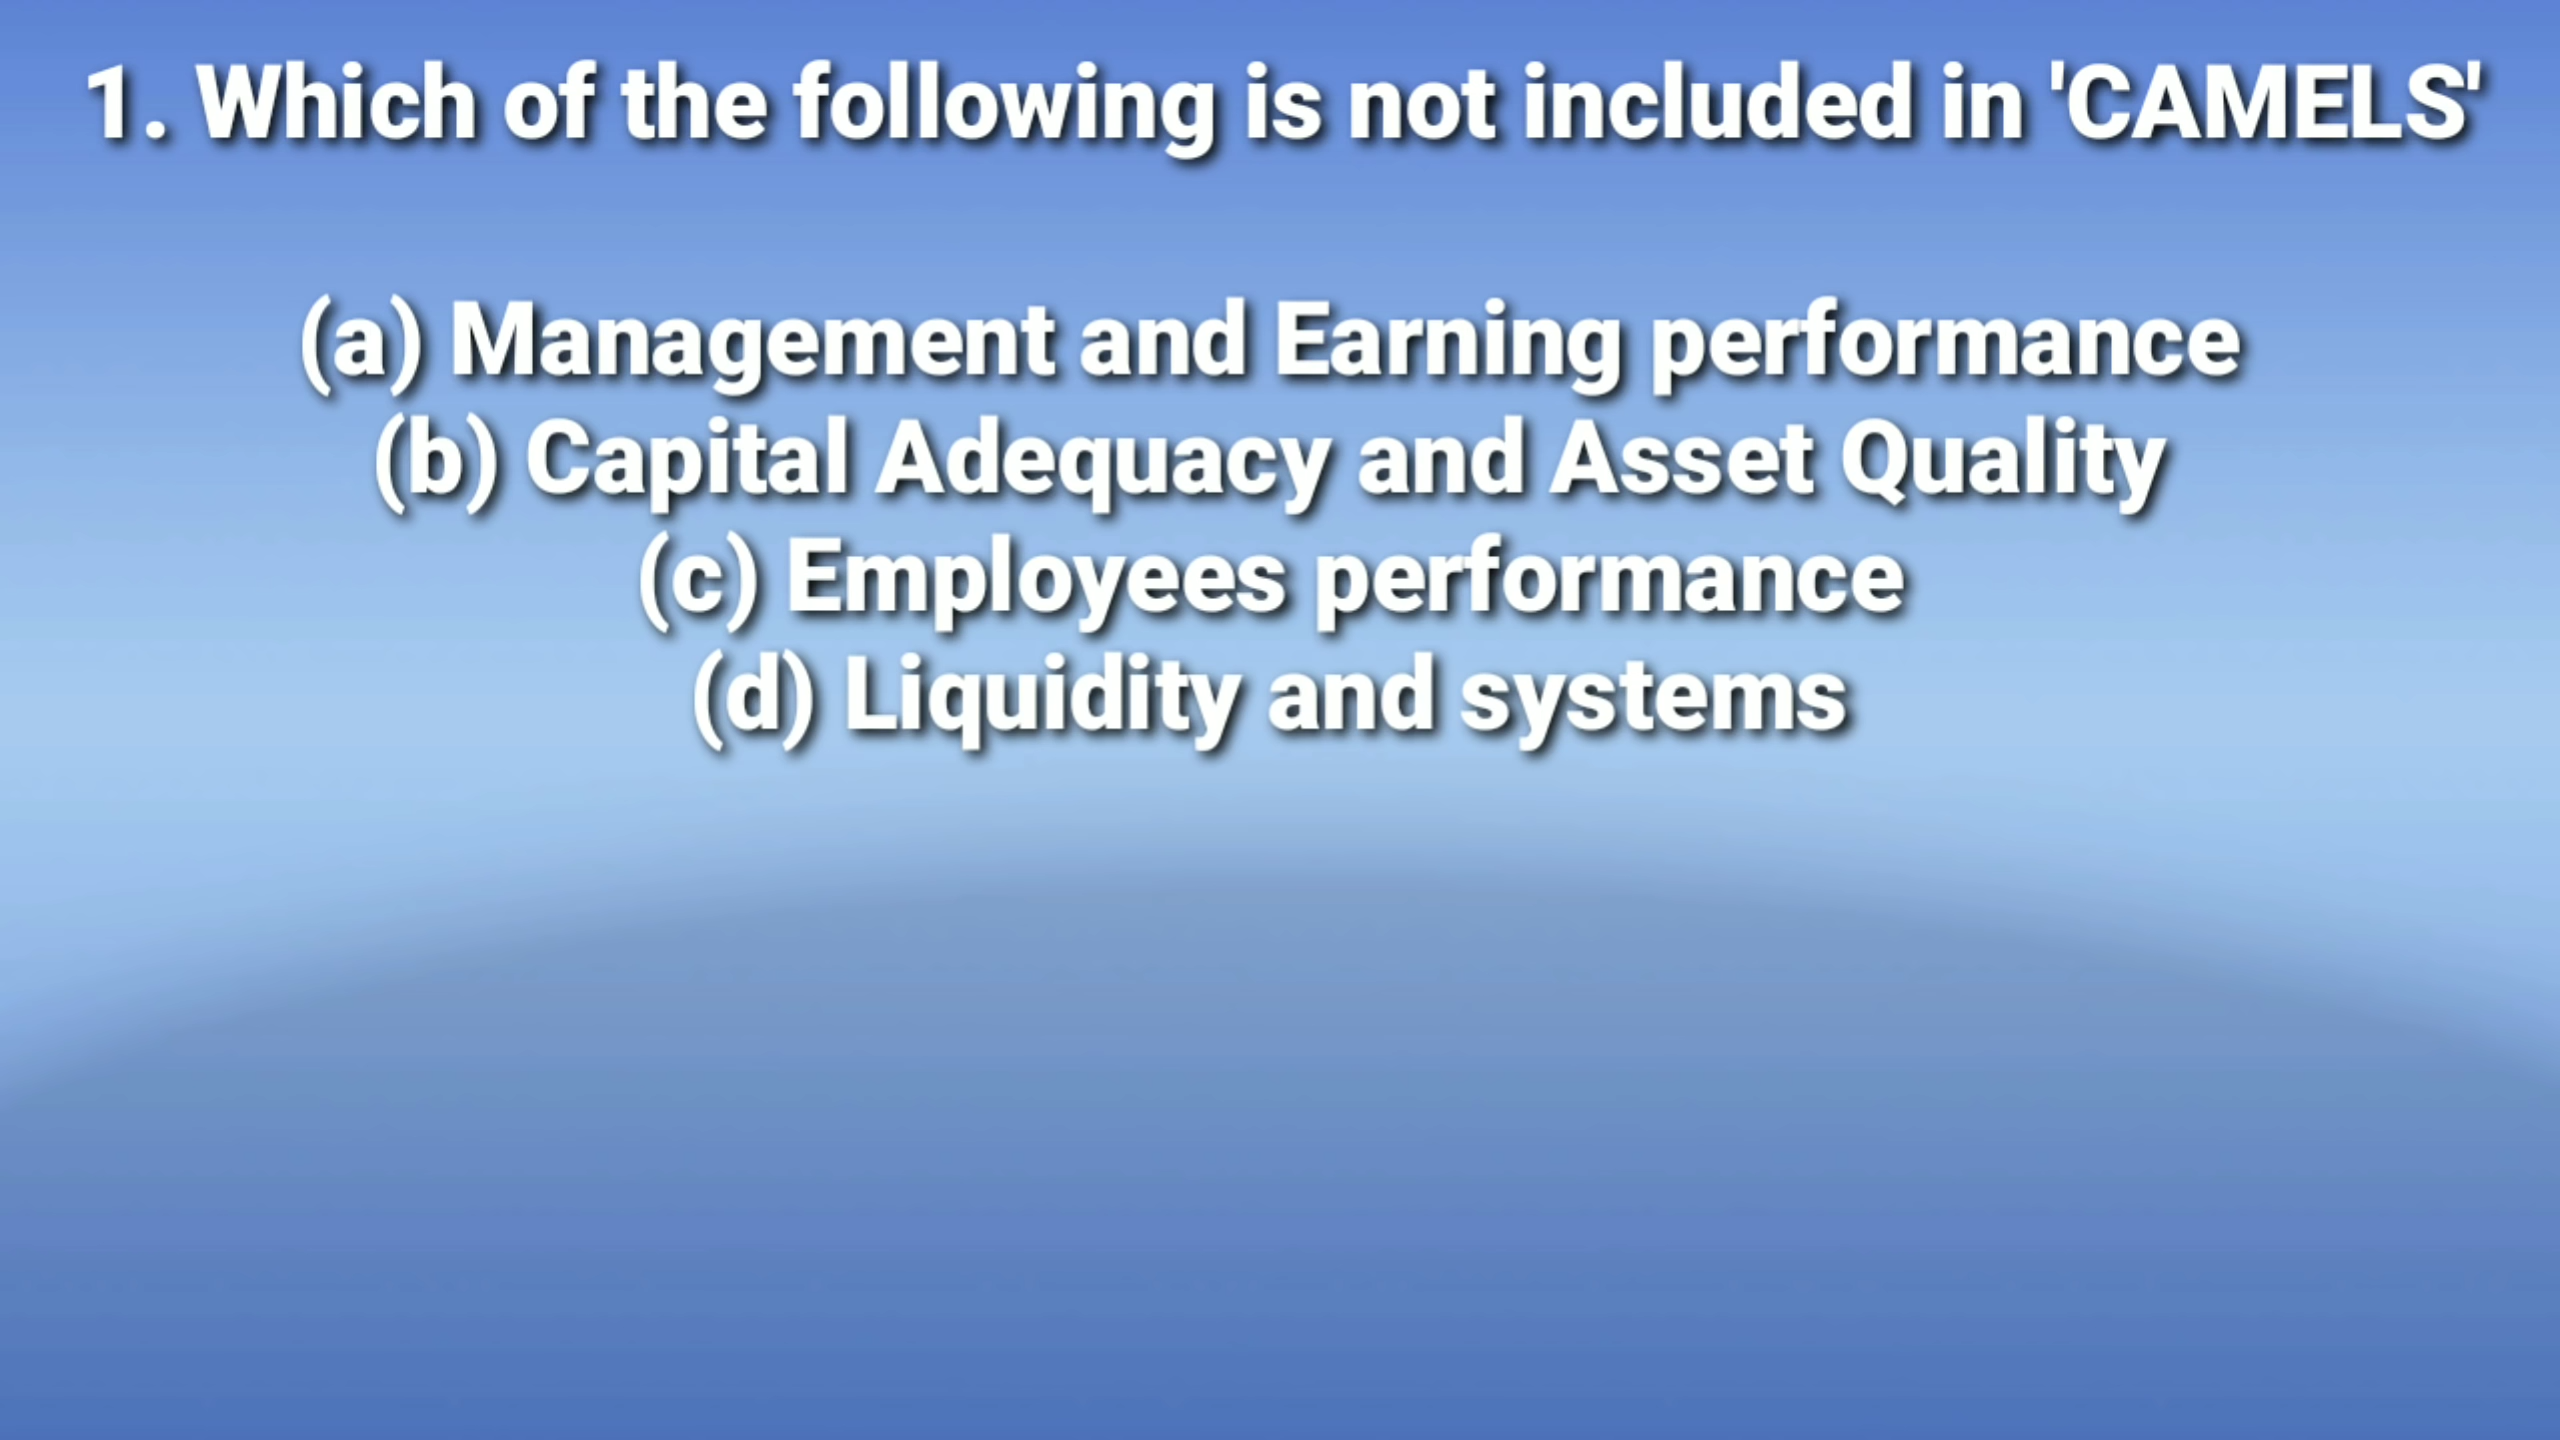 1. Which of the following is not included in 'CAMELS'
(a) Management and Earning performance
(b) Capital Adequacy and Asset Quality
(c) Employees performance
(d) Liquidity and systems